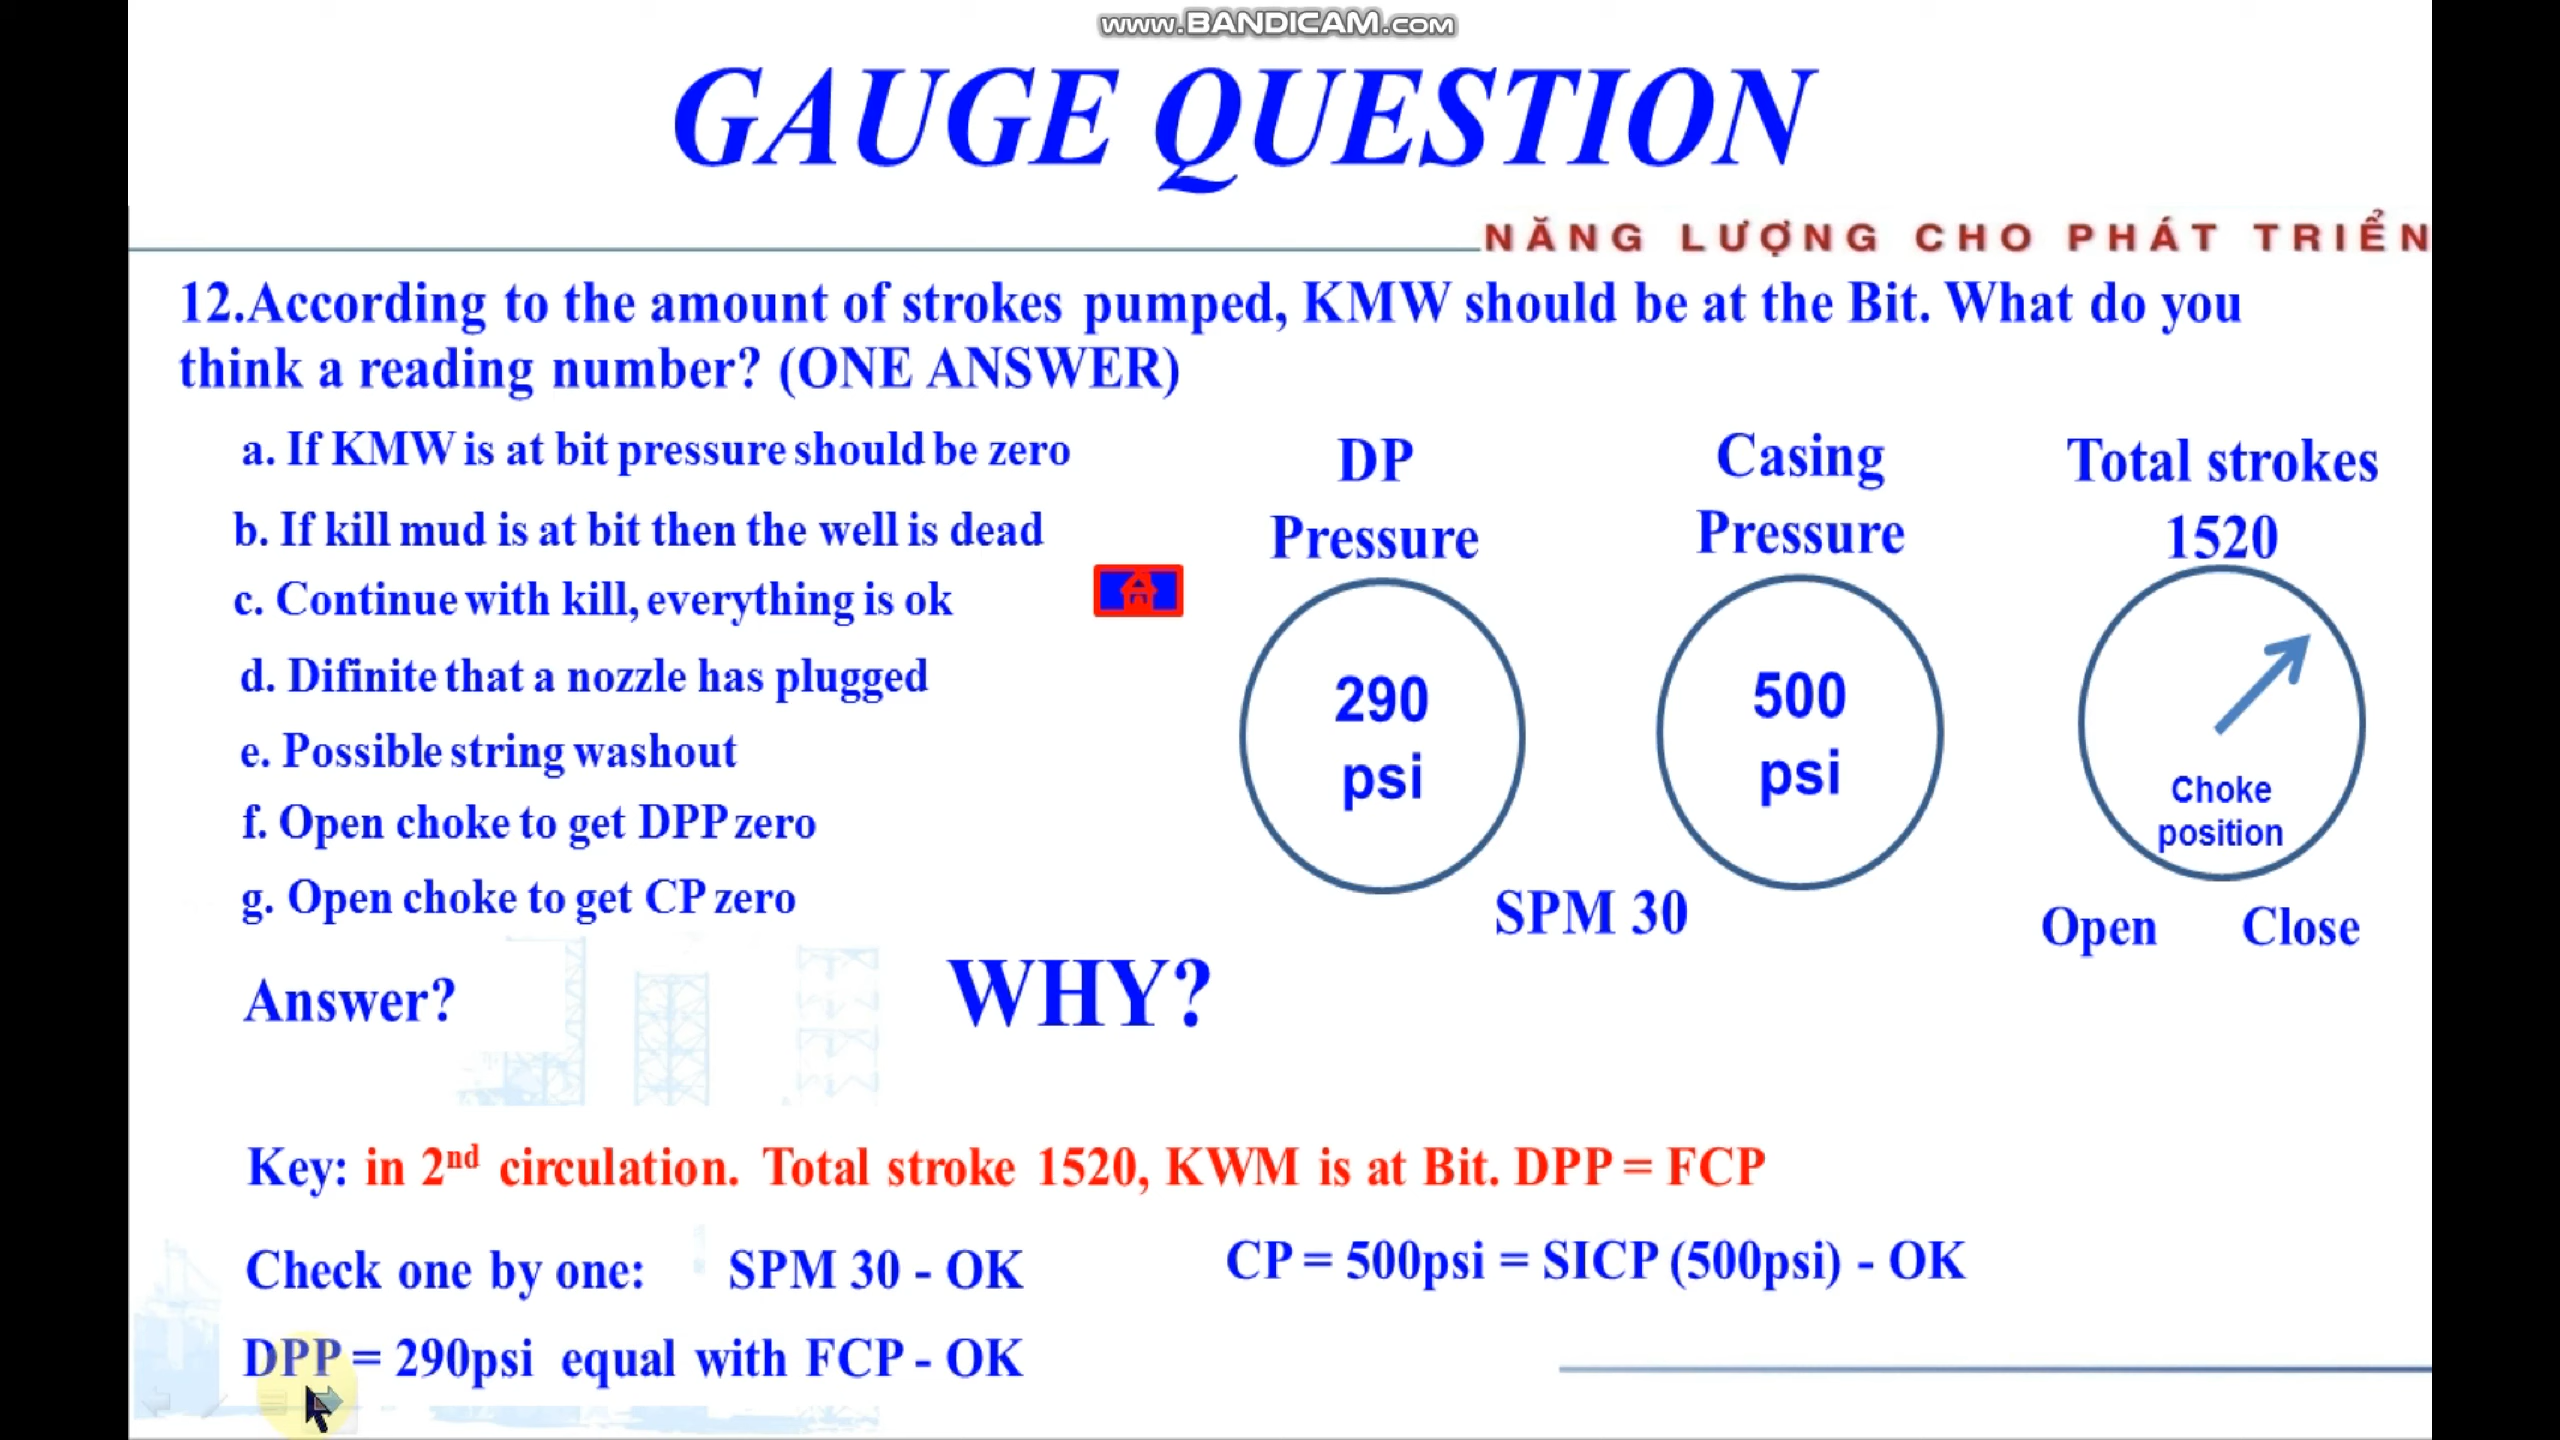 www.BANDICAM.com
GAUGE QUESTION
NĂNG LƯỢNG CHO PHÁT TRIỂN
12.According to the amount of strokes pumped, KMW should be at the Bit. What do you
think a reading number? (ONE ANSWER)
a. If KMW is at bit pressure should be zero
b. If kill mud is at bit then the well is dead
c. Continue with kill, everything is ok
d. Difinite that a nozzle has plugged
e. Possible string washout
f. Open choke to get DPP zero
g. Open choke to get CP zero
DP
Pressure
290
psi
Casing
Pressure
500
psi
SPM 30
Total strokes
1520
Choke
position
Open Close
Answer?
WHY?
Key: in 2nd circulation. Total stroke 1520, KWM is at Bit. DPP = FCP
Check one by one: SPM 30 - OK
CP = 500psi = SICP (500psi) - OK
DPP = 290psi equal with FCP - OK